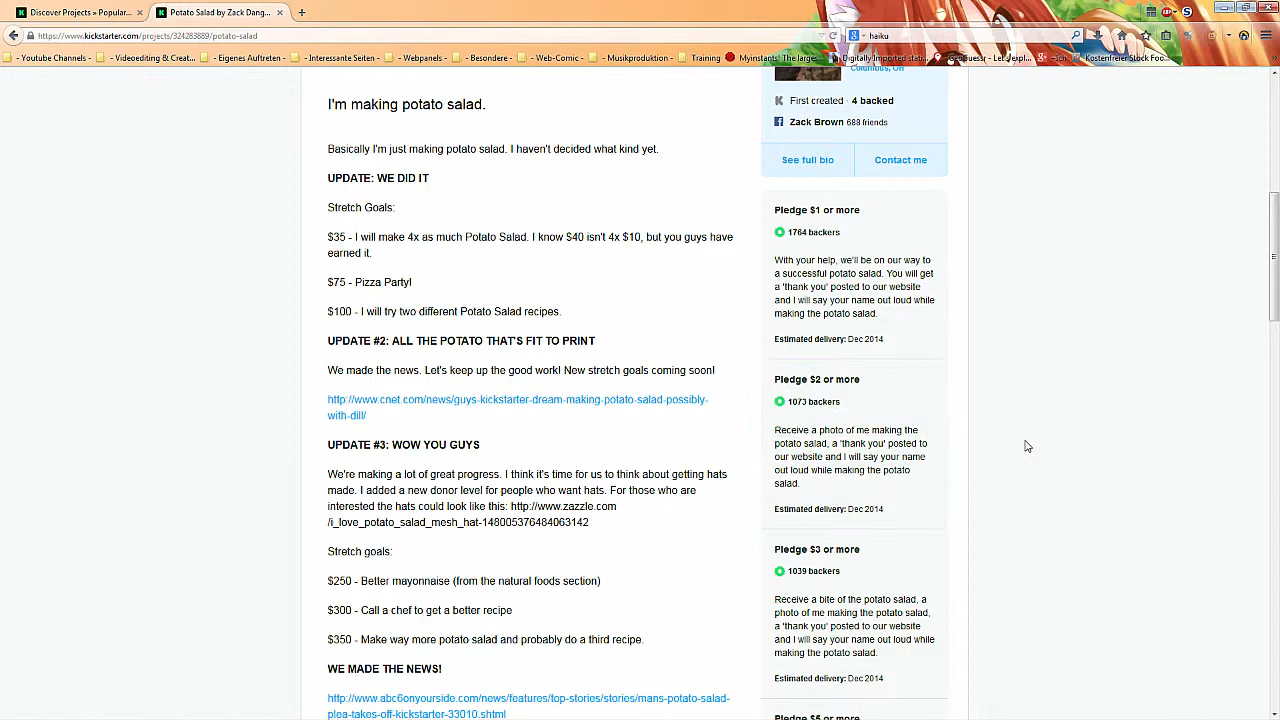 Discover Projects » Popular...
Potato Salad by Zack Dang...
https://www.kickstarter.com/projects/324283889/potato-salad
haiku
- Youtube Channels -
- Videoediting & Creat...
- Interessante Seiten -
- Webpanels -
- Besondere -
- Web-Comic -
- Musikproduktion -
Training
Myinstants: The large...
Columbus, OH
I'm making potato salad.
First created · 4 backed
Zack Brown 688 friends
Basically I'm just making potato salad. I haven't decided what kind yet.
See full bio
Contact me
UPDATE: WE DID IT
Stretch Goals:
$35 - I will make 4x as much Potato Salad. I know $40 isn't 4x $10, but you guys have
earned it.
$75 - Pizza Party!
$100 - I will try two different Potato Salad recipes.
UPDATE #2: ALL THE POTATO THAT'S FIT TO PRINT
We made the news. Let's keep up the good work! New stretch goals coming soon!
http://www.cnet.com/news/guys-kickstarter-dream-making-potato-salad-possibly-
with-dill/
UPDATE #3: WOW YOU GUYS
We're making a lot of great progress. I think it's time for us to think about getting hats
made. I added a new donor level for people who want hats. For those who are
interested the hats could look like this: http://www.zazzle.com
/i_love_potato_salad_mesh_hat-148005376484063142
Stretch goals:
$250 - Better mayonnaise (from the natural foods section)
$300 - Call a chef to get a better recipe
$350 - Make way more potato salad and probably do a third recipe.
WE MADE THE NEWS!
http://www.abc6onyourside.com/news/features/top-stories/stories/mans-potato-salad-
plea-takes-off-kickstarter-33010.shtml
Pledge $1 or more
1764 backers
With your help, we'll be on our way to
a successful potato salad. You will get
a 'thank you' posted to our website
and I will say your name out loud while
making the potato salad.
Estimated delivery: Dec 2014
Pledge $2 or more
1073 backers
Receive a photo of me making the
potato salad, a 'thank you' posted to
our website and I will say your name
out loud while making the potato
salad.
Estimated delivery: Dec 2014
Pledge $3 or more
1039 backers
Receive a bite of the potato salad, a
photo of me making the potato salad,
a 'thank you' posted to our website
and I will say your name out loud while
making the potato salad.
Estimated delivery: Dec 2014
Pledge $5 or more